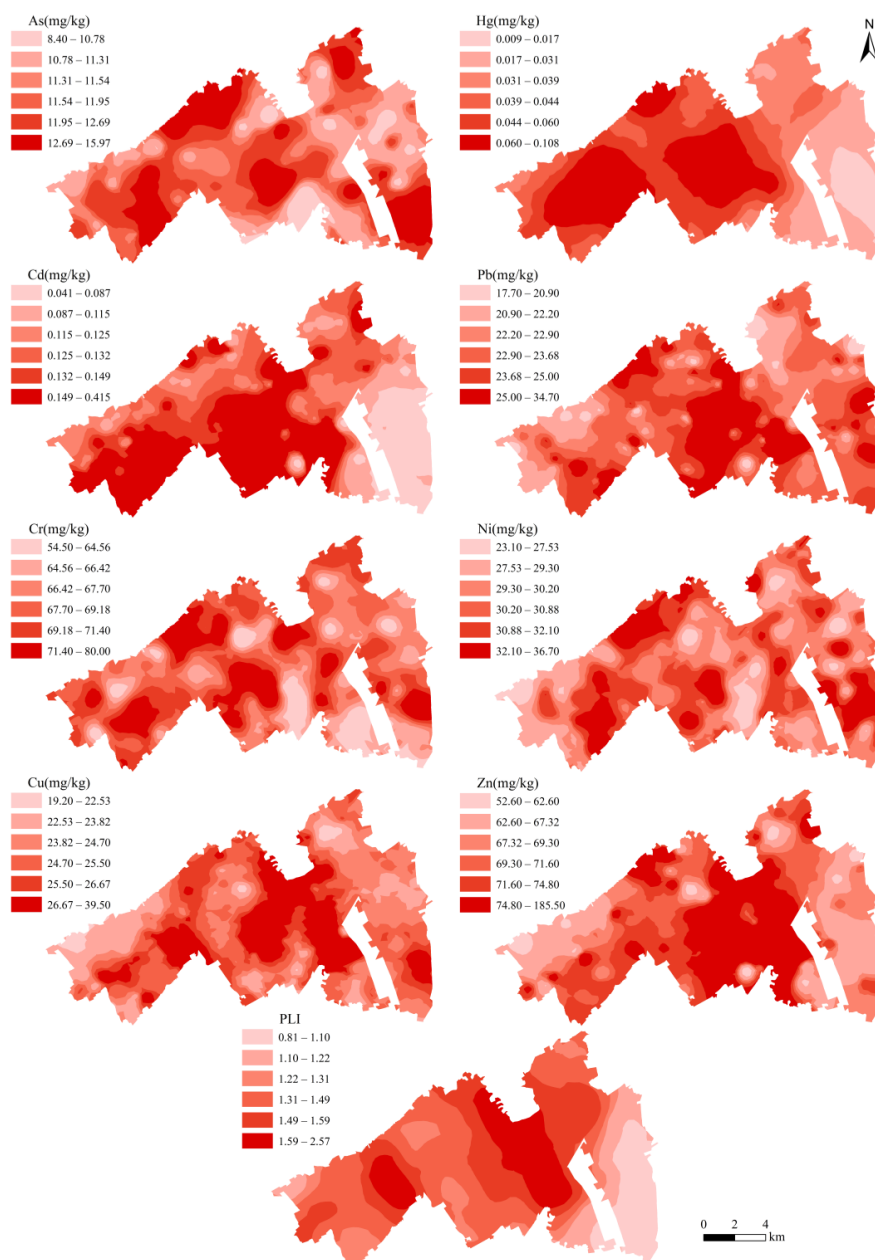 As(mg/kg)
8.40 – 10.78
10.78 – 11.31
11.31 – 11.54
11.54 – 11.95
11.95 – 12.69
12.69 – 15.97
Hg(mg/kg)
0.009 – 0.017
0.017 – 0.031
0.031 – 0.039
0.039 – 0.044
0.044 – 0.060
0.060 – 0.108
N
Cd(mg/kg)
0.041 – 0.087
0.087 – 0.115
0.115 – 0.125
0.125 – 0.132
0.132 – 0.149
0.149 – 0.415
Pb(mg/kg)
17.70 – 20.90
20.90 – 22.20
22.20 – 22.90
22.90 – 23.68
23.68 – 25.00
25.00 – 34.70
Cr(mg/kg)
54.50 – 64.56
64.56 – 66.42
66.42 – 67.70
67.70 – 69.18
69.18 – 71.40
71.40 – 80.00
Ni(mg/kg)
23.10 – 27.53
27.53 – 29.30
29.30 – 30.20
30.20 – 30.88
30.88 – 32.10
32.10 – 36.70
Cu(mg/kg)
19.20 – 22.53
22.53 – 23.82
23.82 – 24.70
24.70 – 25.50
25.50 – 26.67
26.67 – 39.50
Zn(mg/kg)
52.60 – 62.60
62.60 – 67.32
67.32 – 69.30
69.30 – 71.60
71.60 – 74.80
74.80 – 185.50
PLI
0.81 – 1.10
1.10 – 1.22
1.22 – 1.31
1.31 – 1.49
1.49 – 1.59
1.59 – 2.57
0 2 4
km